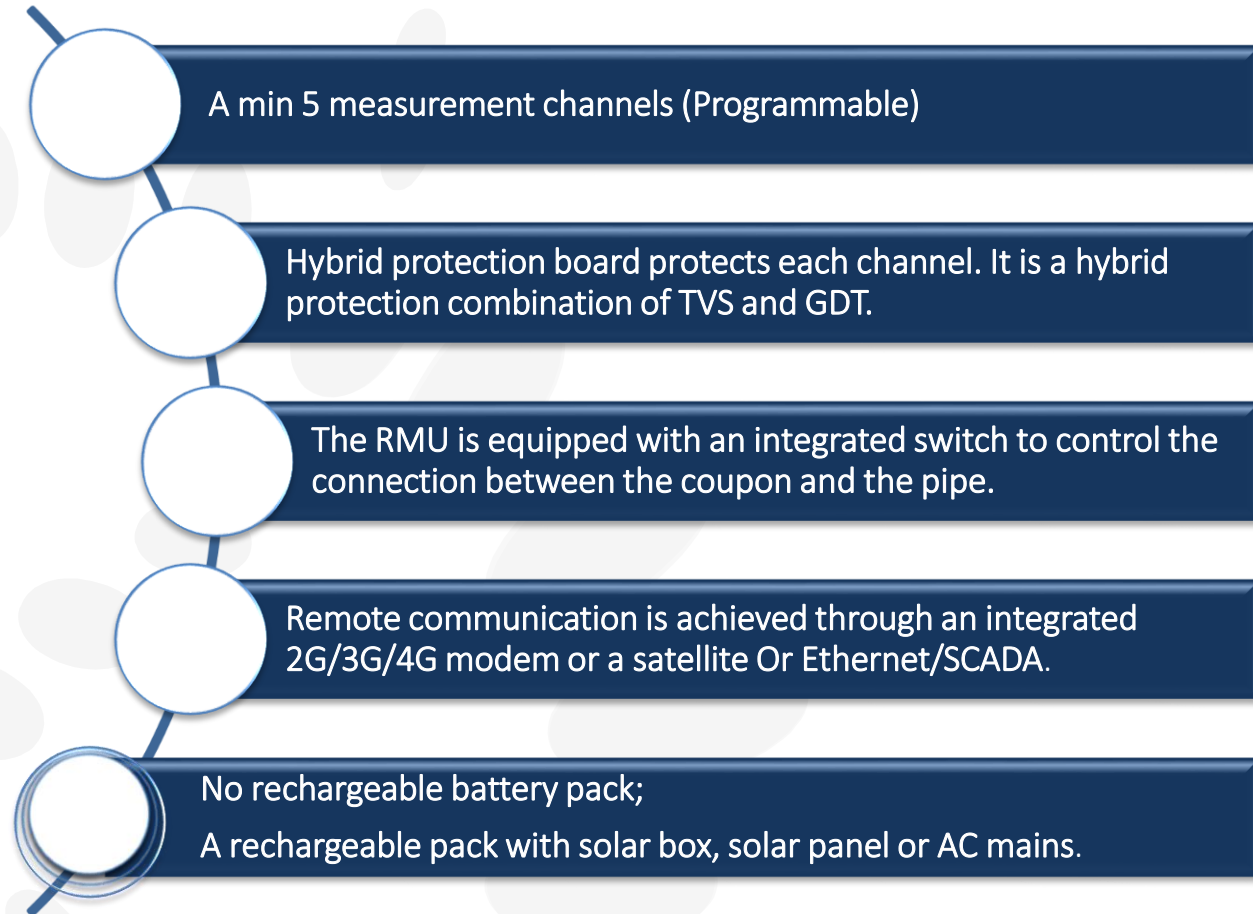 A min 5 measurement channels (Programmable)
Hybrid protection board protects each channel. It is a hybrid
protection combination of TVS and GDT.
The RMU is equipped with an integrated switch to control the
connection between the coupon and the pipe.
Remote communication is achieved through an integrated
2G/3G/4G modem or a satellite Or Ethernet/SCADA.
No rechargeable battery pack;
A rechargeable pack with solar box, solar panel or AC mains.